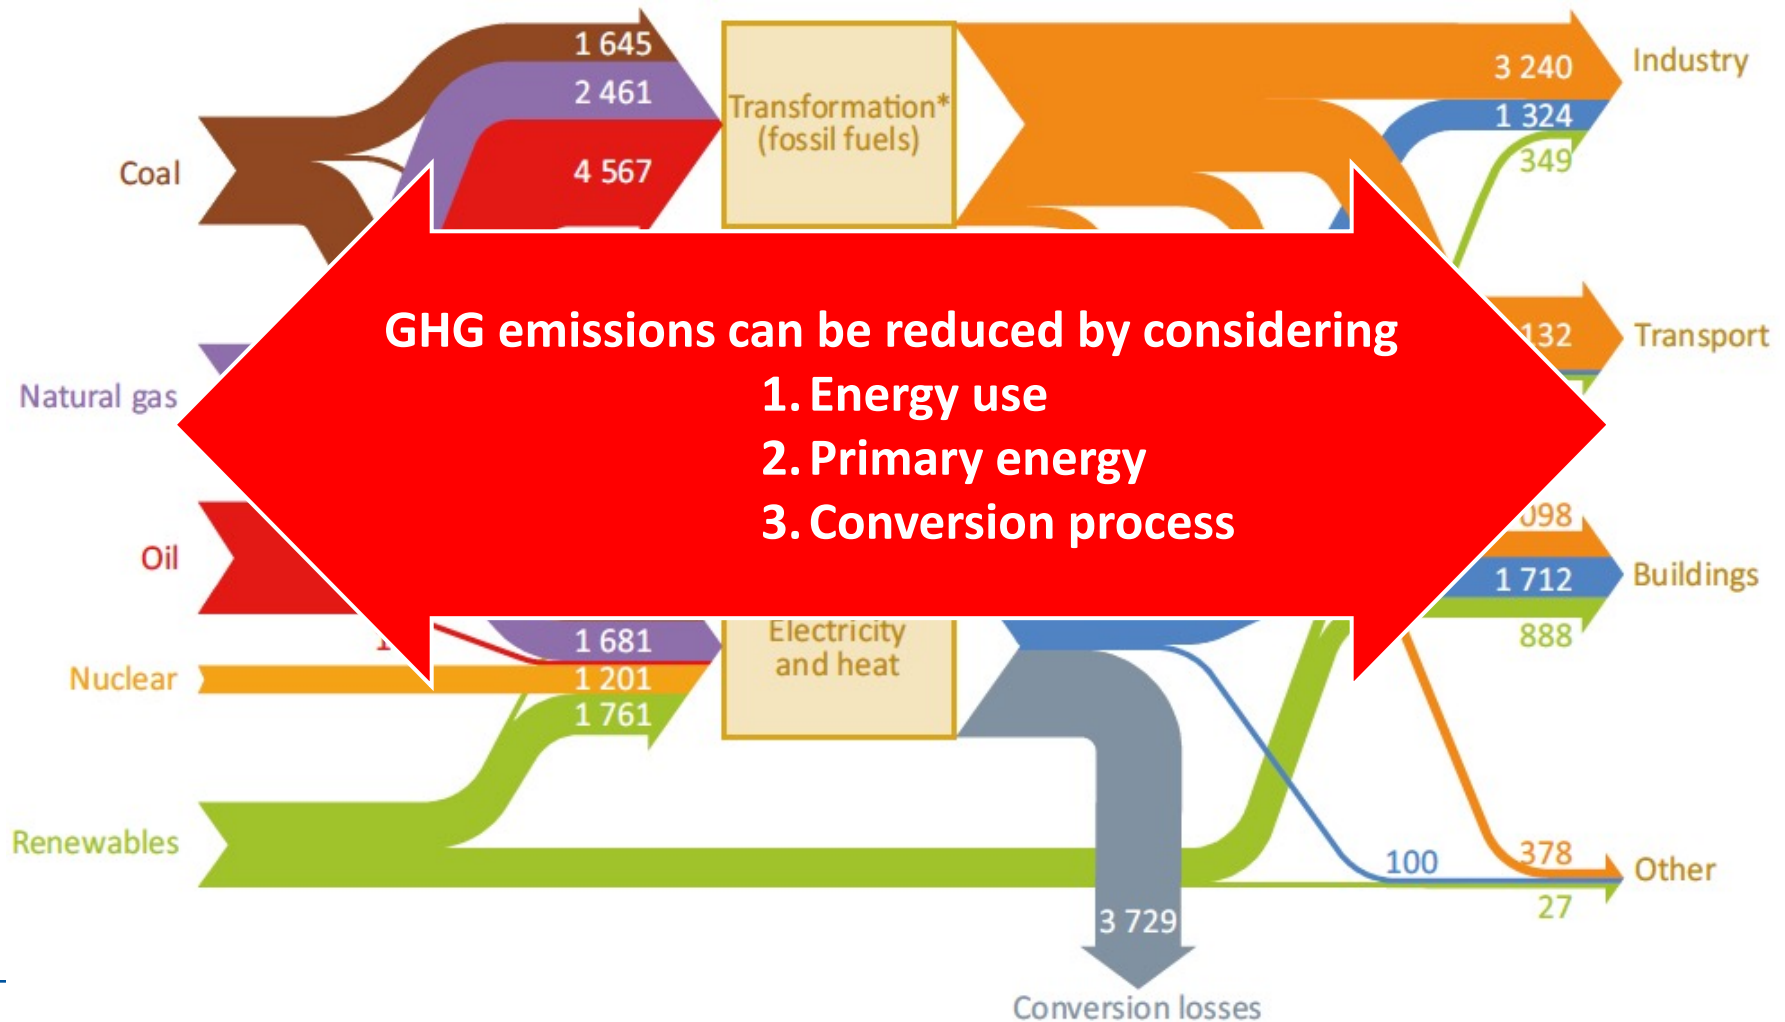 1 645
2 461
4 567
Transformation*
(fossil fuels)
3 240
1 324
349
Industry
Coal
GHG emissions can be reduced by considering
1. Energy use
2. Primary energy
3. Conversion process
132
Transport
Natural gas
098
1 712
888
Buildings
Oil
1 681
1 201
1 761
Electricity
and heat
Nuclear
Renewables
100
378
27
Other
3 729
Conversion losses